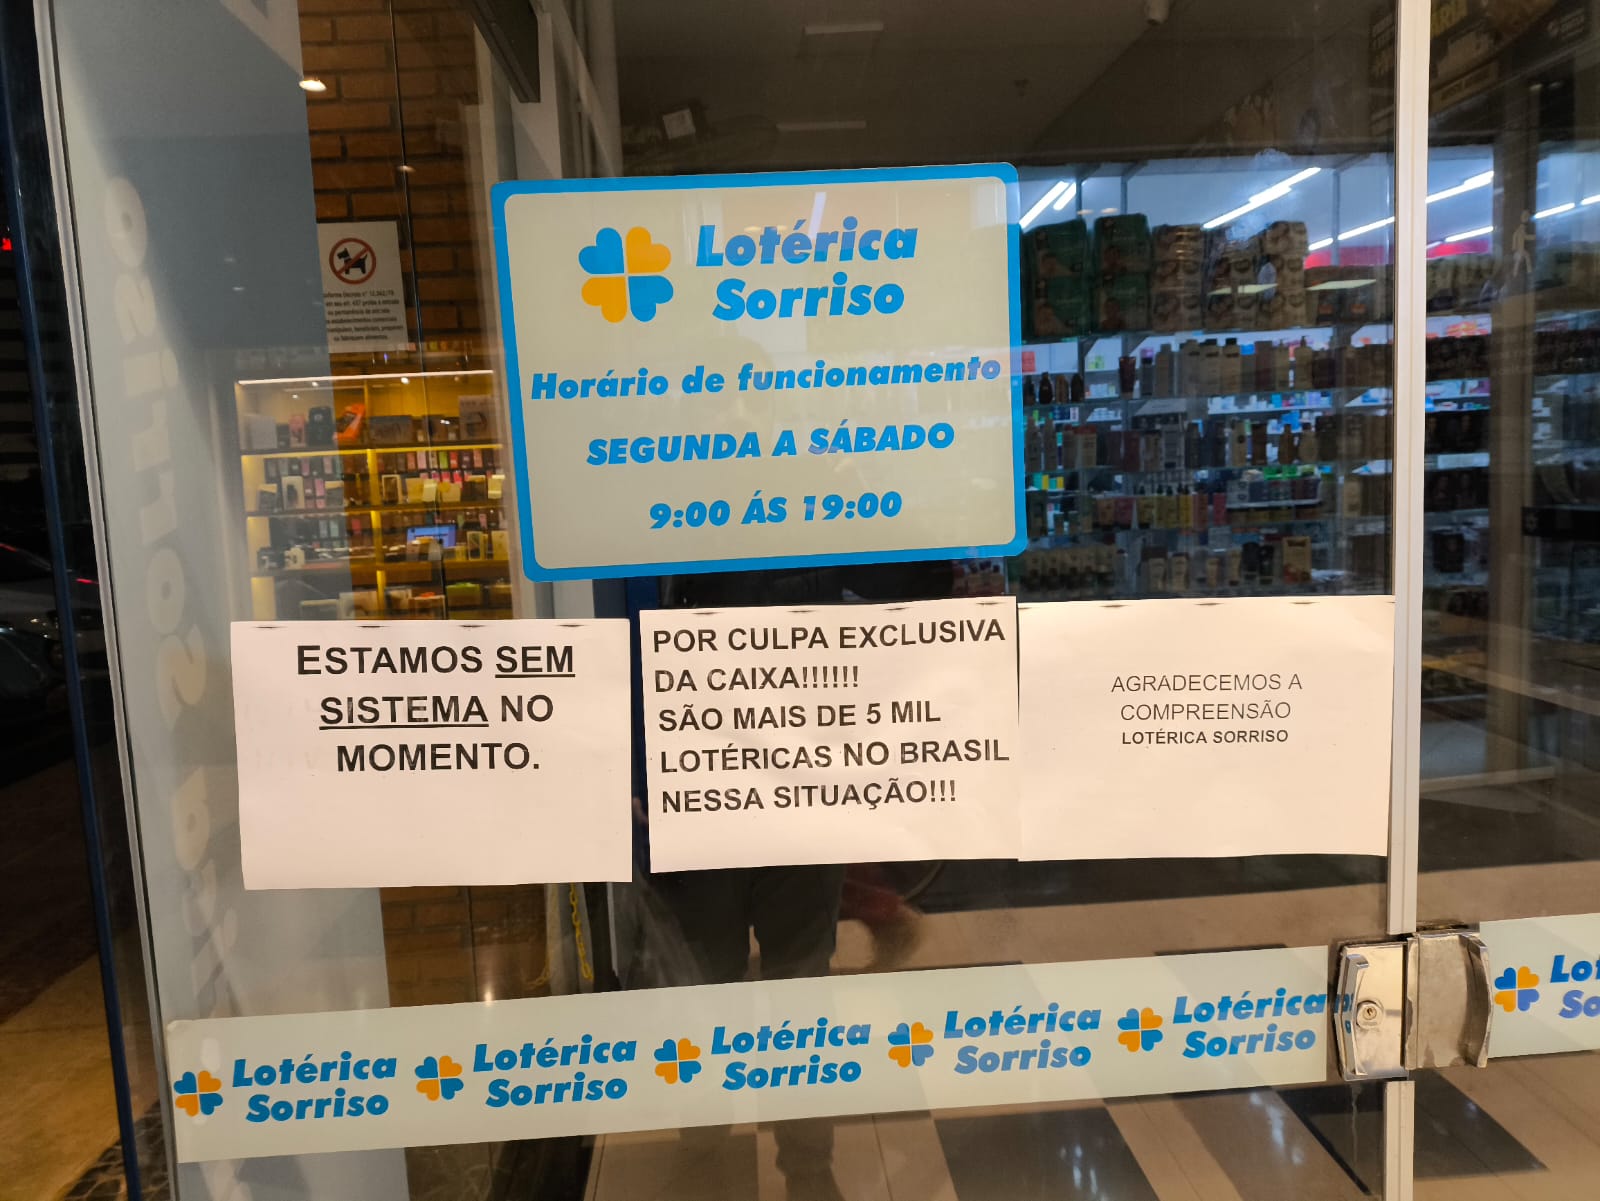 Lotérica
Sorriso
Horário de funcionamento
SEGUNDA A SÁBADO
9:00 ÁS 19:00
ESTAMOS SEM
SISTEMA NO
MOMENTO.
POR CULPA EXCLUSIVA
DA CAIXA!!!!!!
SÃO MAIS DE 5 MIL
LOTÉRICAS NO BRASIL
NESSA SITUAÇÃO!!!
AGRADECEMOS A
COMPREENSÃO
LOTÉRICA SORRISO
Lotérica
Sorriso
Lotérica
Sorriso
Lotérica
Sorriso
Lotérica
Sorriso
Lotérica
Sorriso
Lot
So